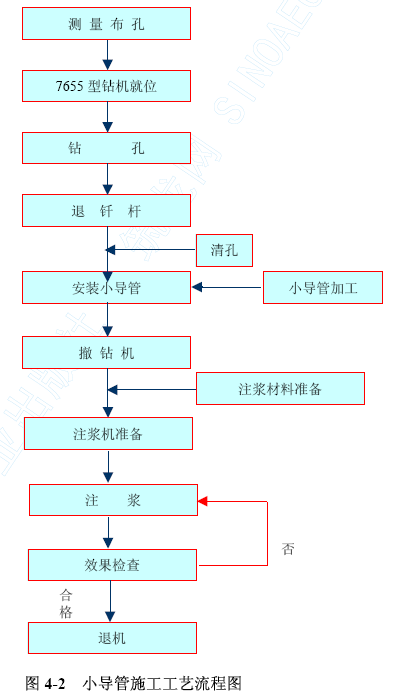 测 量 布 孔
7655 型钻机就位
钻 孔
退 钎 杆
清孔
安装小导管
小导管加工
撤 钻 机
注浆材料准备
注浆机准备
注 浆
否
效果检查
合
格
退机
图 4-2 小导管施工工艺流程图